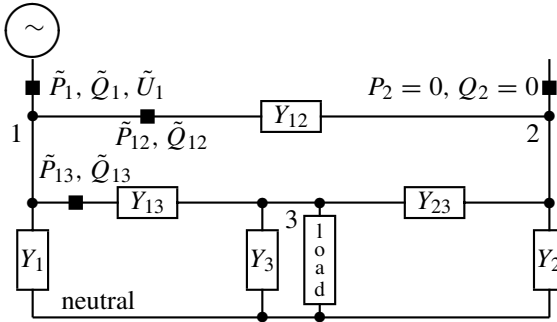 ~
P̃₁, Q̃₁, Ũ₁
P₂ = 0, Q₂ = 0
1
Y₁₂
2
P̃₁₂, Q̃₁₂
P̃₁₃, Q̃₁₃
Y₁₃
3
Y₂₃
Y₁
Y₃
load
Y₂
neutral